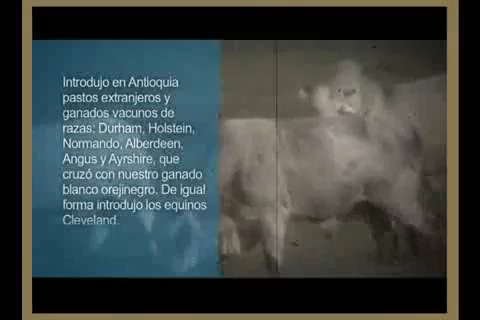 Introdujo en Antioquia
pastos extranjeros y
ganados vacunos de
razas: Durham, Holstein,
Normando, Alberdeen,
Angus y Ayrshire, que
cruzó con nuestro ganado
blanco orejinegro. De igual
forma introdujo los equinos
Cleveland.